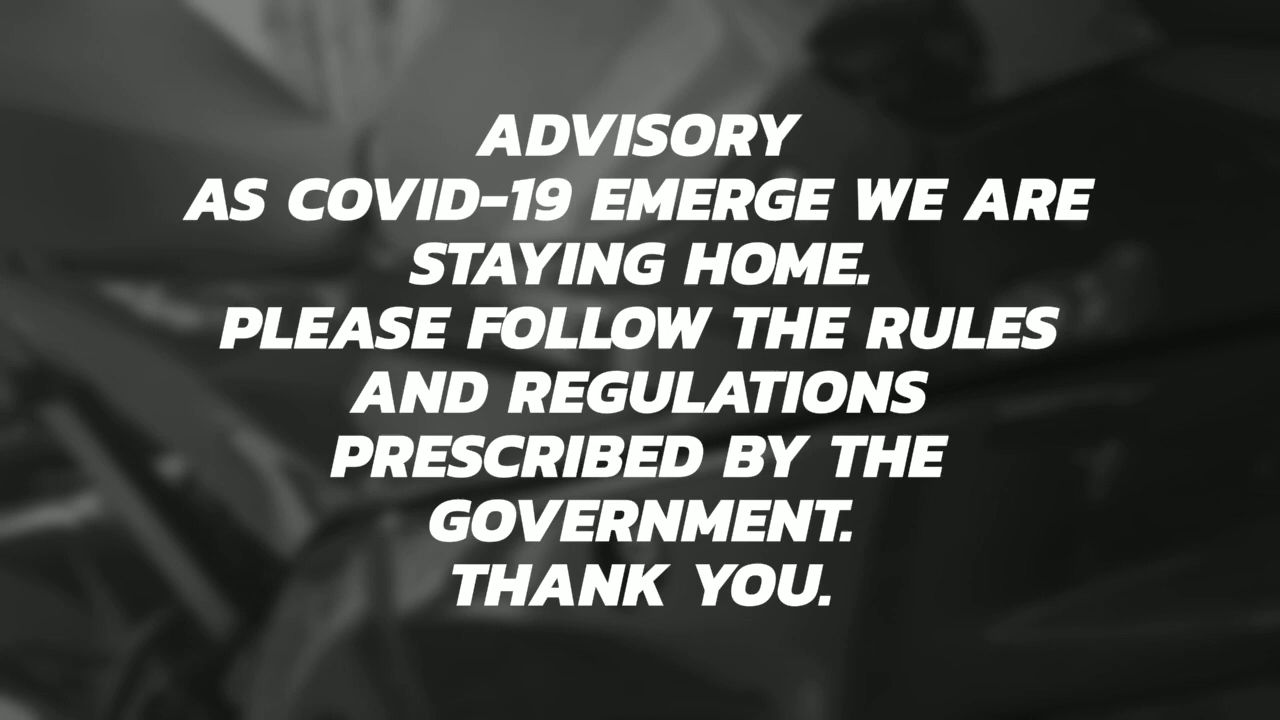 ADVISORY
AS COVID-19 EMERGE WE ARE
STAYING HOME.
PLEASE FOLLOW THE RULES
AND REGULATIONS
PRESCRIBED BY THE
GOVERNMENT.
THANK YOU.